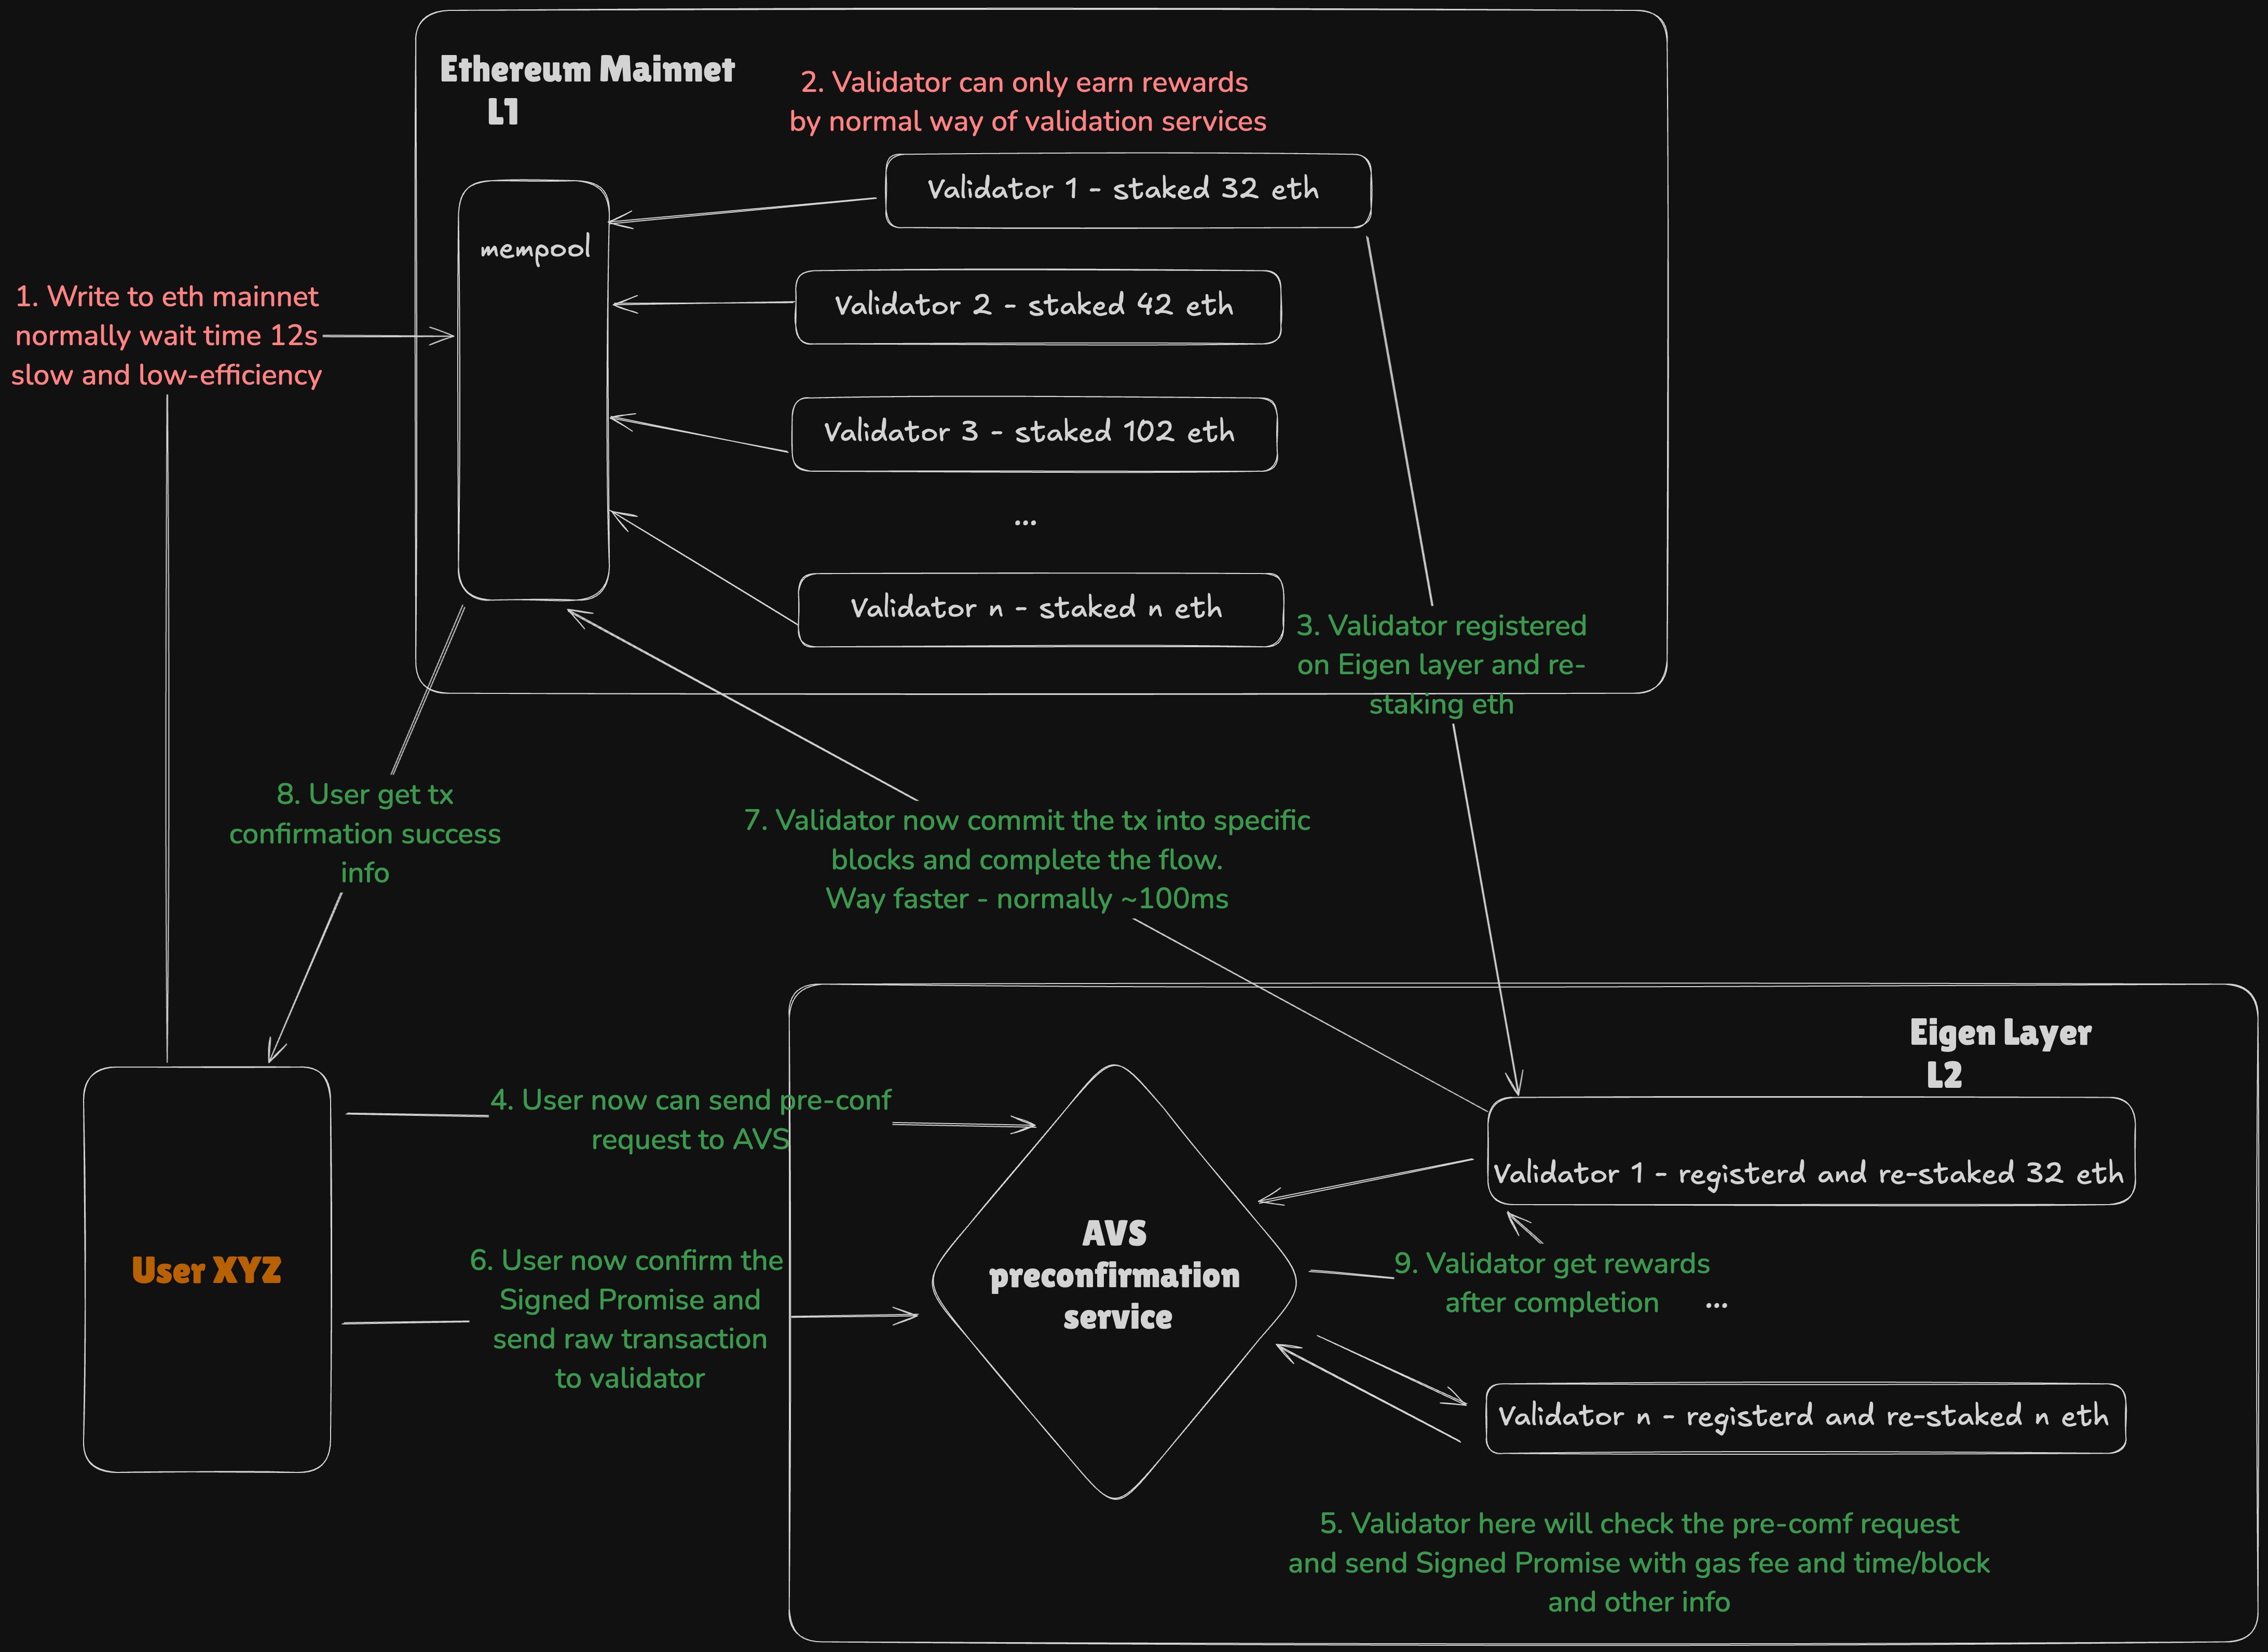 Ethereum Mainnet
L1
2. Validator can only earn rewards
by normal way of validation services
Validator 1 - staked 32 eth
mempool
Validator 2 - staked 42 eth
1. Write to eth mainnet
normally wait time 12s
slow and low-efficiency
Validator 3 - staked 102 eth
...
Validator n - staked n eth
3. Validator registered
on Eigen layer and re-
staking eth
8. User get tx
confirmation success
info
7. Validator now commit the tx into specific
blocks and complete the flow.
Way faster - normally ~100ms
Eigen Layer
L2
4. User now can send pre-conf
request to AVS
Validator 1 - registerd and re-staked 32 eth
User XYZ
6. User now confirm the
Signed Promise and
send raw transaction
to validator
AVS
preconfirmation
service
9. Validator get rewards
after completion
...
Validator n - registerd and re-staked n eth
5. Validator here will check the pre-comf request
and send Signed Promise with gas fee and time/block
and other info